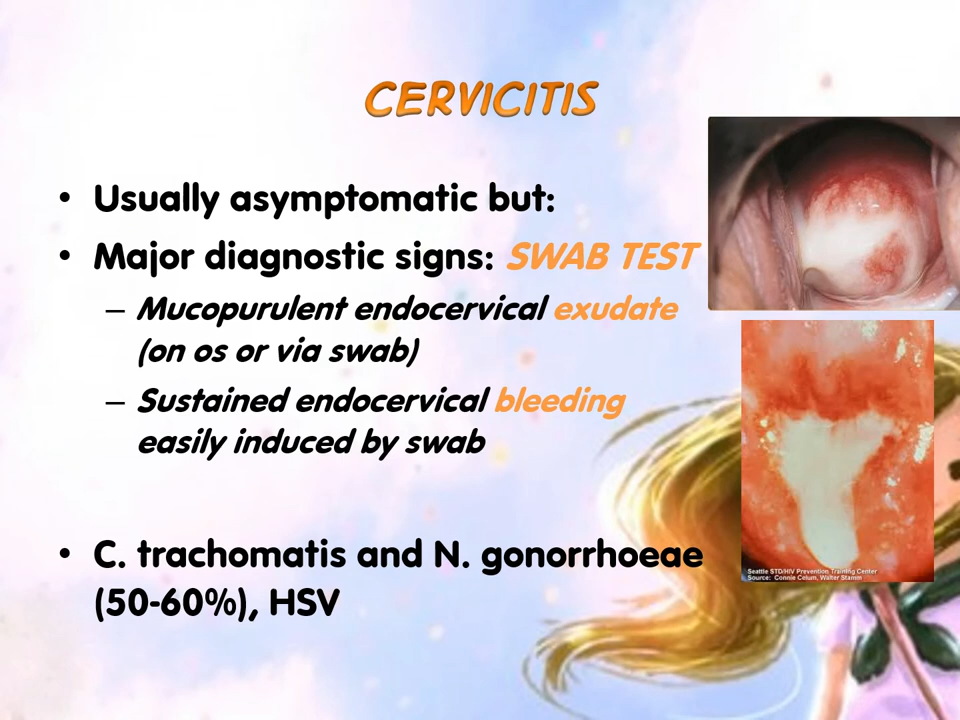 CERVICITIS
• Usually asymptomatic but:
• Major diagnostic signs: SWAB TEST
– Mucopurulent endocervical exudate
(on os or via swab)
– Sustained endocervical bleeding
easily induced by swab
• C. trachomatis and N. gonorrhoeae
(50-60%), HSV
Seattle STD/HIV Prevention Training Center
Source: Connie Celum, Walter Stamm